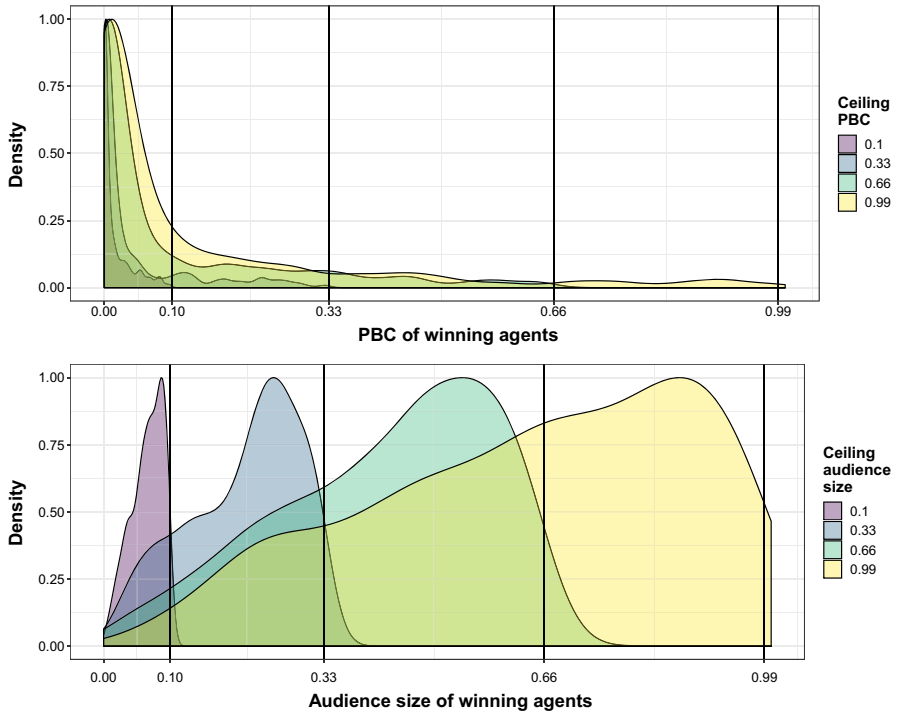 1.00
0.75
0.50
0.25
0.00
Density
0.00 0.10 0.33 0.66 0.99
PBC of winning agents
Ceiling
PBC
0.1
0.33
0.66
0.99
1.00
0.75
0.50
0.25
0.00
Density
0.00 0.10 0.33 0.66 0.99
Audience size of winning agents
Ceiling
audience
size
0.1
0.33
0.66
0.99